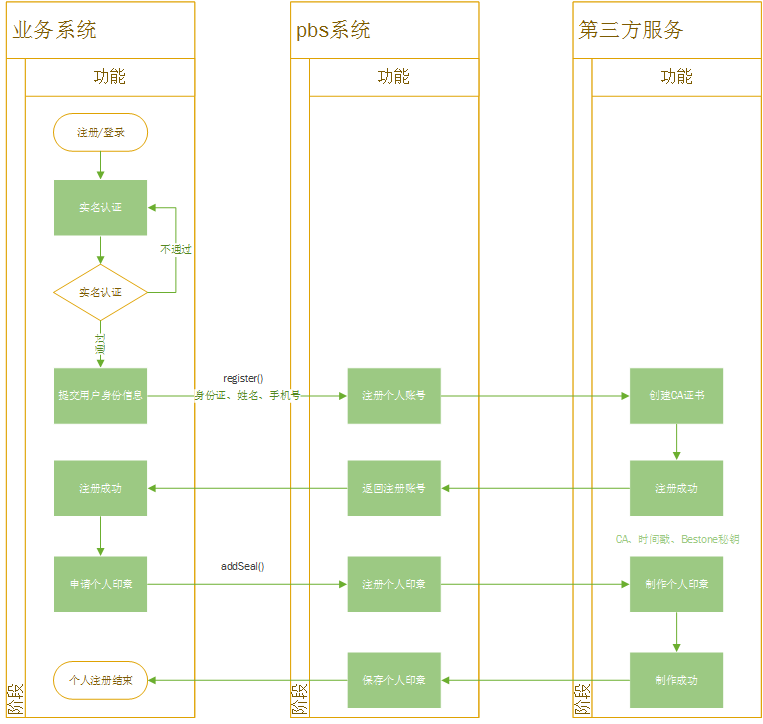 业务系统
pbs系统
第三方服务
功能
功能
功能
注册/登录
实名认证
不通过
实名认证
通过
register()
提交用户身份信息
身份证、姓名、手机号
注册个人账号
创建CA证书
注册成功
返回注册账号
注册成功
CA、时间戳、Bestone秘钥
addSeal()
申请个人印章
注册个人印章
制作个人印章
个人注册结束
保存个人印章
制作成功
阶段
阶段
阶段